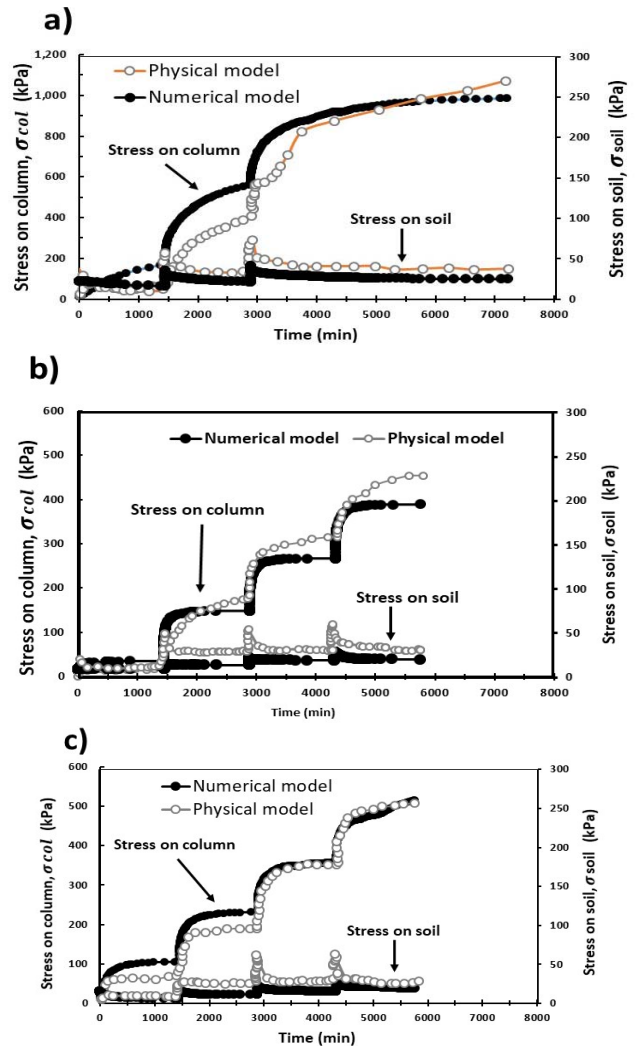 a)
Stress on column, σcol (kPa)
1,200
1,000
800
600
400
200
0
Physical model
Numerical model
Stress on column
Stress on soil
300
250
200
150
100
50
0
Stress on soil, σsoil (kPa)
0 1000 2000 3000 4000 5000 6000 7000 8000
Time (min)
b)
Stress on column, σcol (kPa)
600
500
400
300
200
100
0
Numerical model Physical model
Stress on column
Stress on soil
300
250
200
150
100
50
0
Stress on soil, σsoil (kPa)
0 1000 2000 3000 4000 5000 6000 7000 8000
Time (min)
c)
Stress on column, σcol (kPa)
600
500
400
300
200
100
0
Numerical model
Physical model
Stress on column
Stress on soil
300
250
200
150
100
50
0
Stress on soil, σsoil (kPa)
0 1000 2000 3000 4000 5000 6000 7000 8000
Time (min)